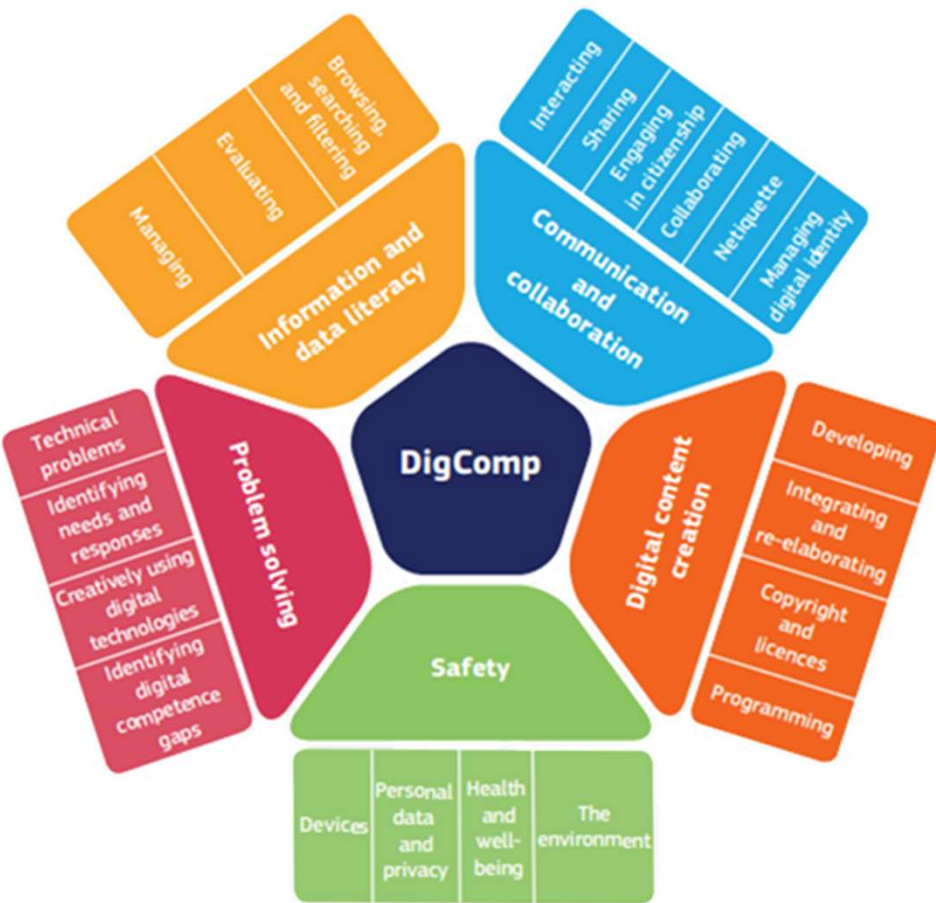 Browsing,
searching
and filtering
Evaluating
Managing
Information and
data literacy
Interacting
Sharing
Engaging
in citizenship
Collaborating
Netiquette
Managing
digital identity
Communication
and
collaboration
DigComp
Technical
problems
Identifying
needs and
responses
Creatively using
digital
technologies
Identifying
digital
competence
gaps
Problem solving
Digital content
creation
Developing
Integrating
and
re-elaborating
Copyright
and
licences
Programming
Safety
Devices
Personal
data
and
privacy
Health
and
well-
being
The
environment